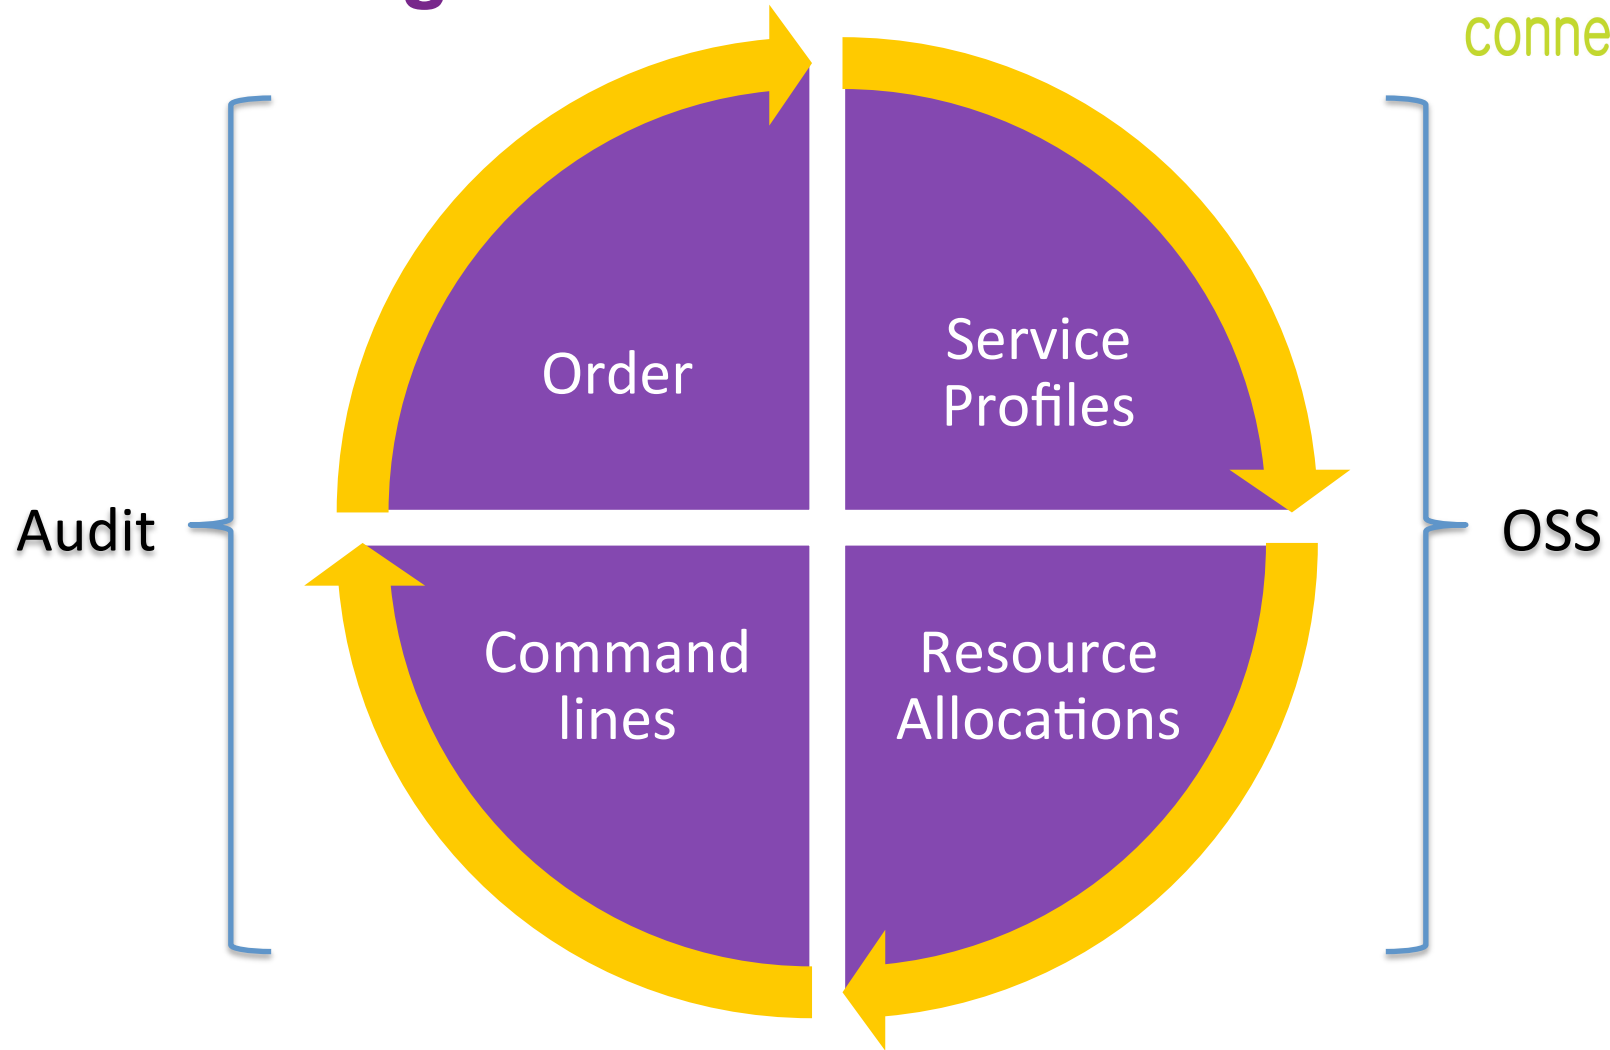 conne
Order
Service
Profiles
Audit
OSS
Command
lines
Resource
Allocations